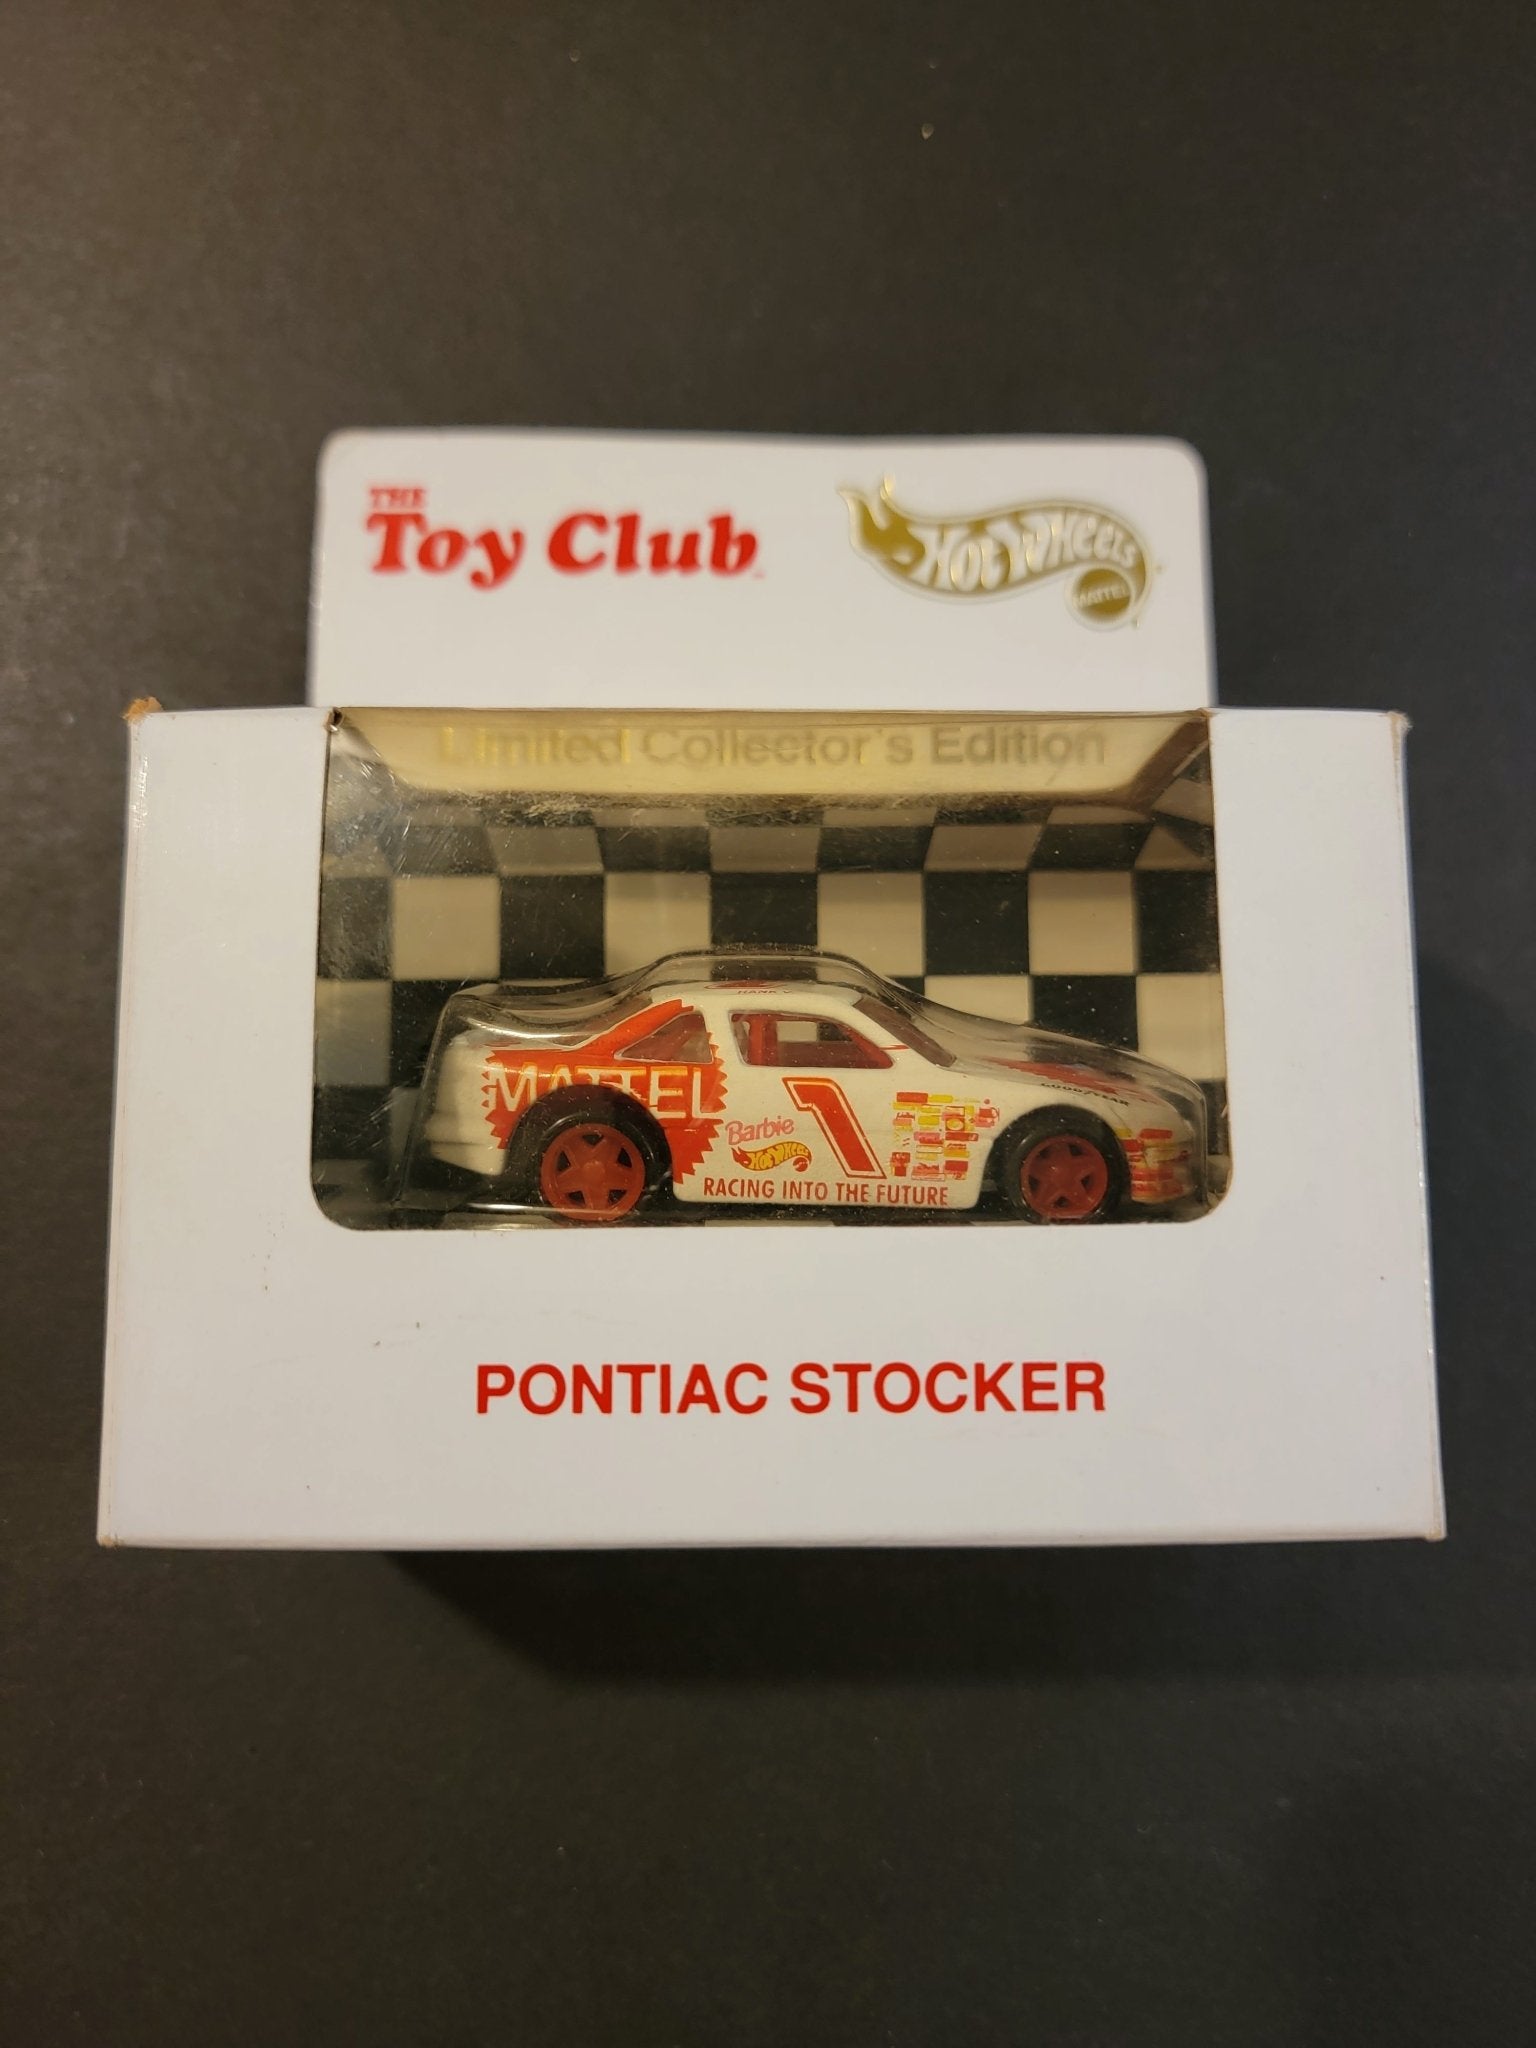 THE
Toy Club
HOT WHEELS
MATTEL
Limited Collector's Edition
HANK
GOODYEAR
MATTEL
1
Barbie
HOT WHEELS
RACING INTO THE FUTURE
PONTIAC STOCKER